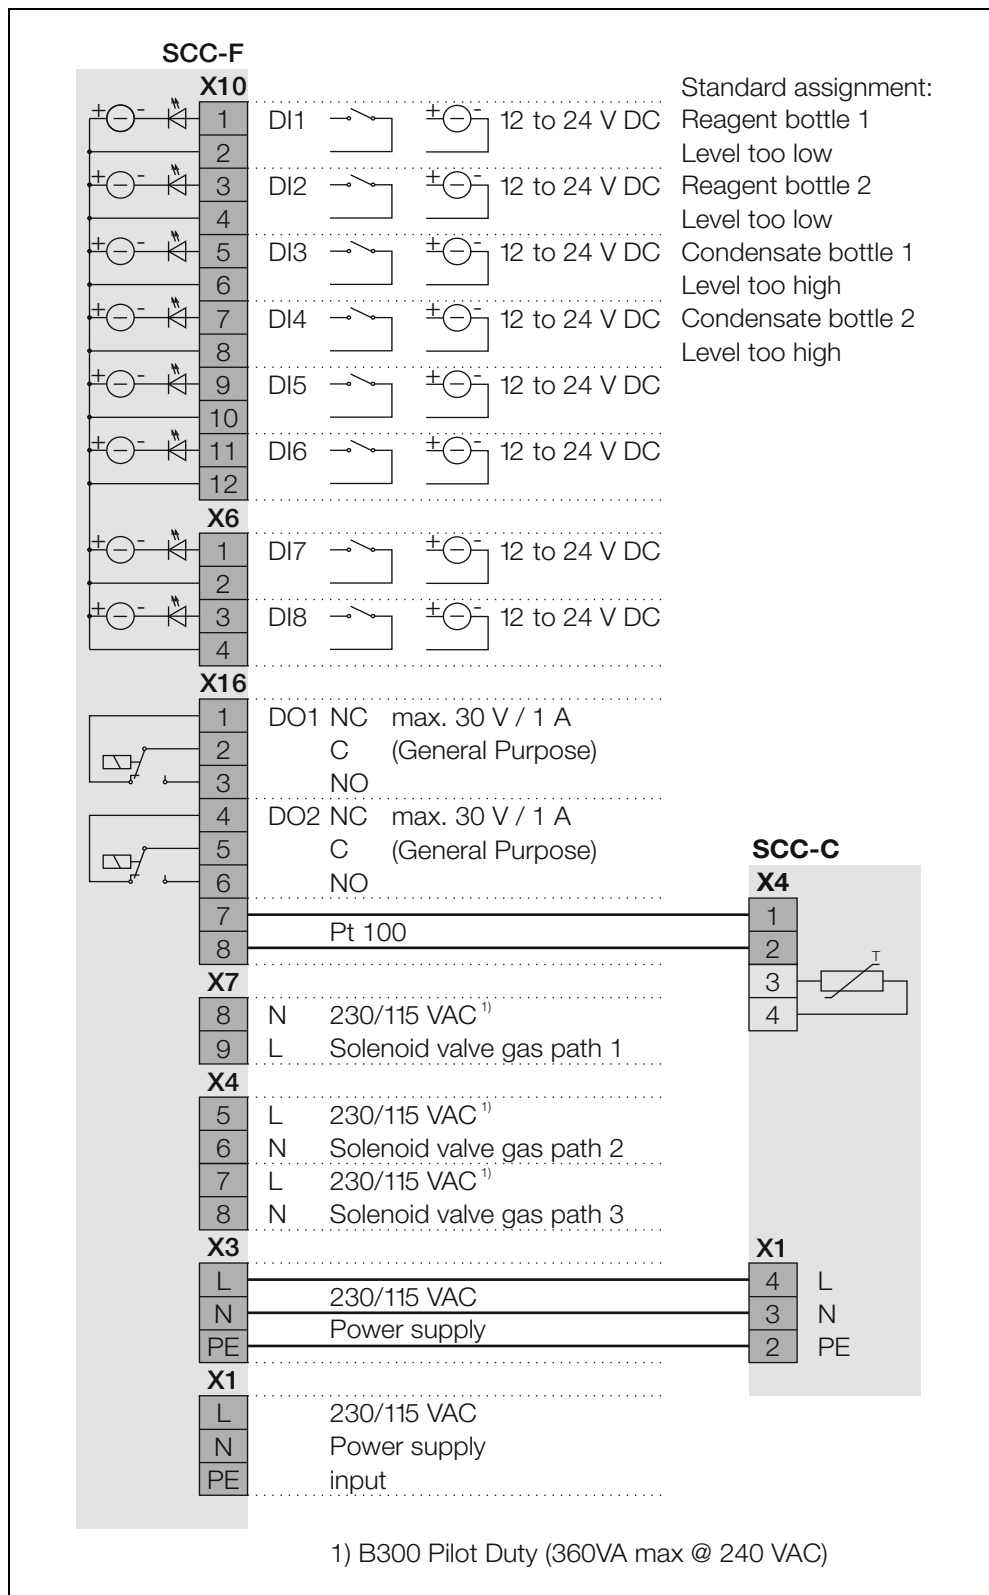 SCC-F
X10
Standard assignment:
+ - 1 DI1 + - 12 to 24 V DC Reagent bottle 1
2 Level too low
+ - 3 DI2 + - 12 to 24 V DC Reagent bottle 2
4 Level too low
+ - 5 DI3 + - 12 to 24 V DC Condensate bottle 1
6 Level too high
+ - 7 DI4 + - 12 to 24 V DC Condensate bottle 2
8 Level too high
+ - 9 DI5 + - 12 to 24 V DC
10
+ - 11 DI6 + - 12 to 24 V DC
12
X6
+ - 1 DI7 + - 12 to 24 V DC
2
+ - 3 DI8 + - 12 to 24 V DC
4
X16
1 DO1 NC max. 30 V / 1 A
2 C (General Purpose)
3 NO
4 DO2 NC max. 30 V / 1 A
5 C (General Purpose)
6 NO
SCC-C
X4
7 1
Pt 100
8 2
T
3
4
X7
8 N 230/115 VAC 1)
9 L Solenoid valve gas path 1
X4
5 L 230/115 VAC 1)
6 N Solenoid valve gas path 2
7 L 230/115 VAC 1)
8 N Solenoid valve gas path 3
X3 X1
L 4 L
230/115 VAC
N 3 N
Power supply
PE 2 PE
X1
L 230/115 VAC
N Power supply
PE input
1) B300 Pilot Duty (360VA max @ 240 VAC)